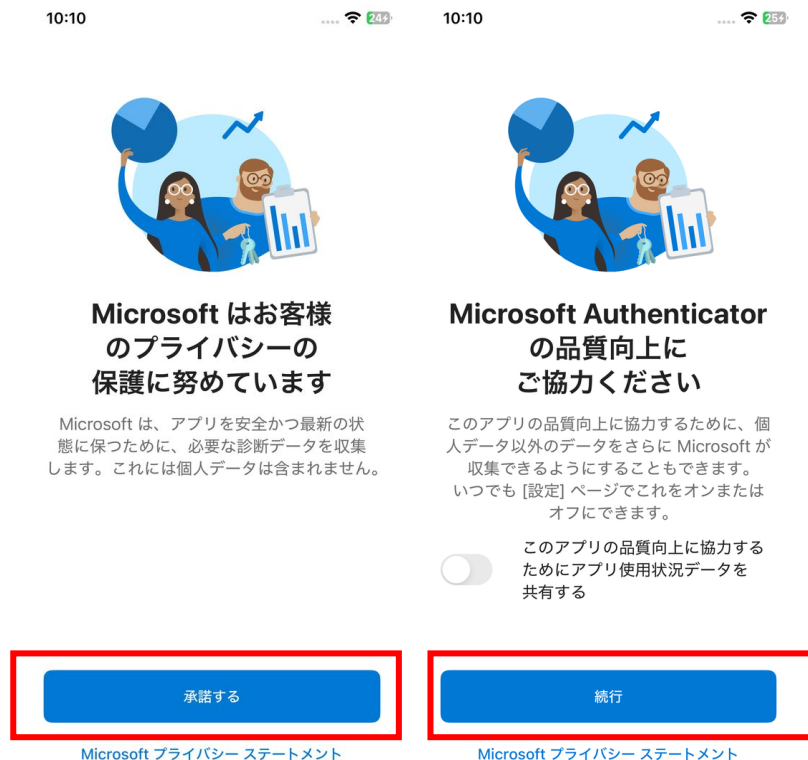 10:10
24
Microsoft はお客様
のプライバシーの
保護に努めています
Microsoft は、アプリを安全かつ最新の状
態に保つために、必要な診断データを収集
します。これには個人データは含まれません。
承諾する
Microsoft プライバシー ステートメント
10:10
25
Microsoft Authenticator
の品質向上に
ご協力ください
このアプリの品質向上に協力するために、個
人データ以外のデータをさらに Microsoft が
収集できるようにすることもできます。
いつでも [設定] ページでこれをオンまたは
オフにできます。
このアプリの品質向上に協力する
ためにアプリ使用状況データを
共有する
続行
Microsoft プライバシー ステートメント